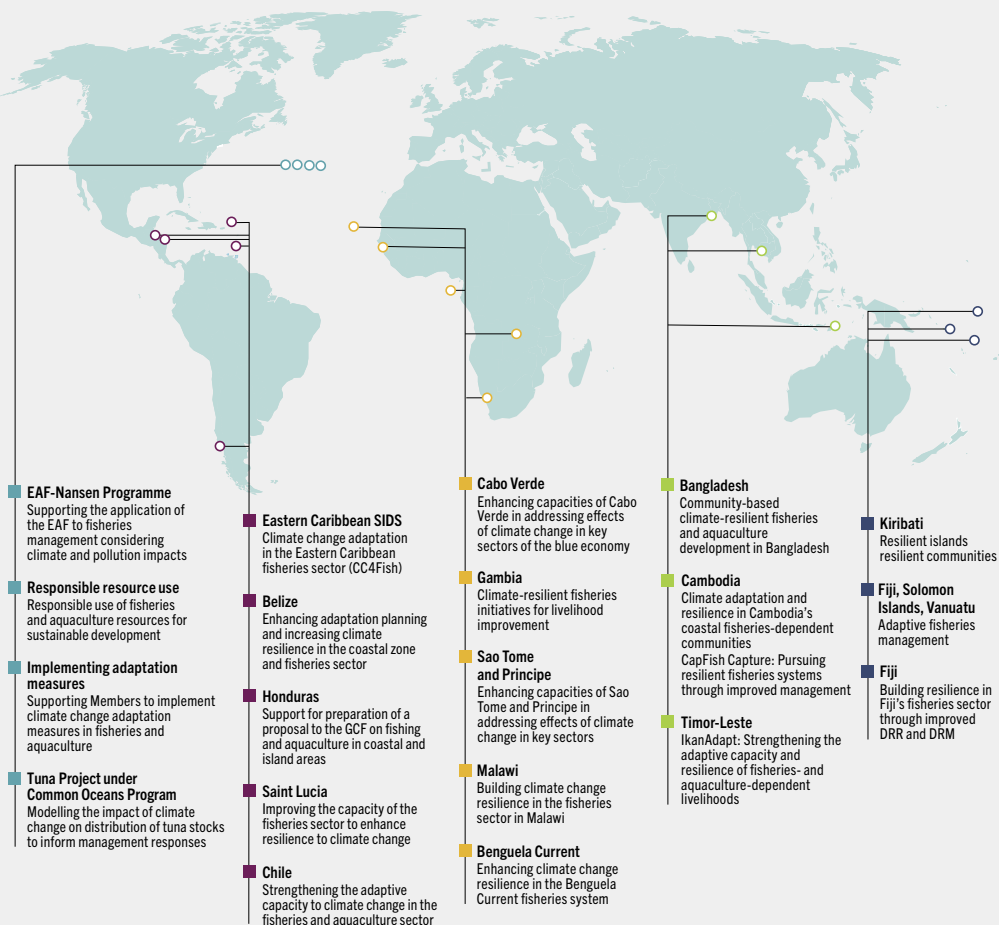 EAF-Nansen Programme
Supporting the application of
the EAF to fisheries
management considering
climate and pollution impacts
Responsible resource use
Responsible use of fisheries
and aquaculture resources for
sustainable development
Implementing adaptation
measures
Supporting Members to implement
climate change adaptation
measures in fisheries and
aquaculture
Tuna Project under
Common Oceans Program
Modelling the impact of climate
change on distribution of tuna stocks
to inform management responses
Eastern Caribbean SIDS
Climate change adaptation
in the Eastern Caribbean
fisheries sector (CC4Fish)
Belize
Enhancing adaptation planning
and increasing climate
resilience in the coastal zone
and fisheries sector
Honduras
Support for preparation of a
proposal to the GCF on fishing
and aquaculture in coastal and
island areas
Saint Lucia
Improving the capacity of the
fisheries sector to enhance
resilience to climate change
Chile
Strengthening the adaptive
capacity to climate change in the
fisheries and aquaculture sector
Cabo Verde
Enhancing capacities of Cabo
Verde in addressing effects
of climate change in key
sectors of the blue economy
Gambia
Climate-resilient fisheries
initiatives for livelihood
improvement
Sao Tome
and Principe
Enhancing capacities of Sao
Tome and Principe in
addressing effects of climate
change in key sectors
Malawi
Building climate change
resilience in the fisheries
sector in Malawi
Benguela Current
Enhancing climate change
resilience in the Benguela
Current fisheries system
Bangladesh
Community-based
climate-resilient fisheries
and aquaculture
development in Bangladesh
Cambodia
Climate adaptation and
resilience in Cambodia's
coastal fisheries-dependent
communities
CapFish Capture: Pursuing
resilient fisheries systems
through improved management
Timor-Leste
IkanAdapt: Strengthening the
adaptive capacity and
resilience of fisheries- and
aquaculture-dependent
livelihoods
Kiribati
Resilient islands
resilient communities
Fiji, Solomon
Islands, Vanuatu
Adaptive fisheries
management
Fiji
Building resilience in
Fiji's fisheries sector
through improved
DRR and DRM